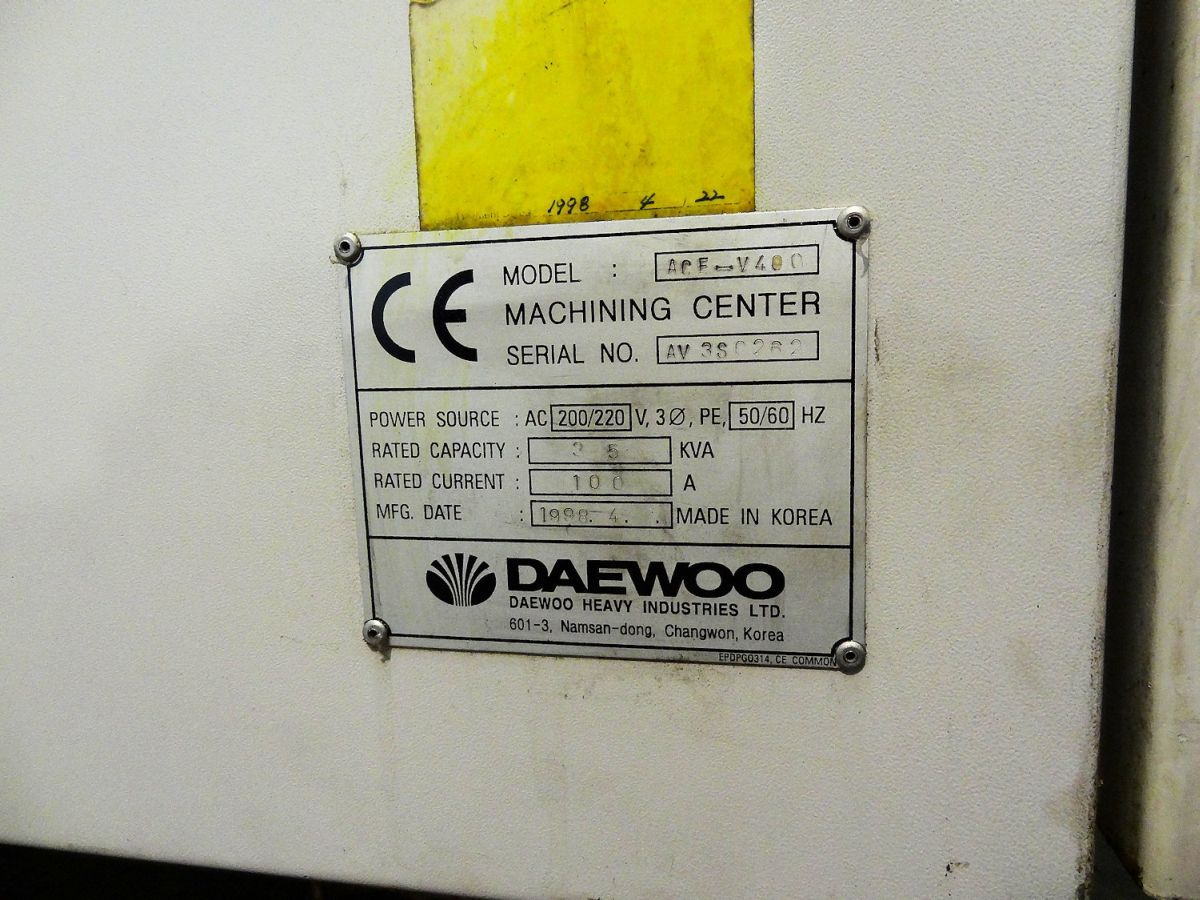 1998 4 22
CE
MODEL : ACE-V400
MACHINING CENTER
SERIAL NO. AV3S0262
POWER SOURCE : AC 200/220 V, 3Ø, PE, 50/60 HZ
RATED CAPACITY : 35 KVA
RATED CURRENT : 100 A
MFG. DATE : 1998. 4. . MADE IN KOREA
DAEWOO
DAEWOO HEAVY INDUSTRIES LTD.
601-3, Namsan-dong, Changwon, Korea
EPDPG0314, CE COMMON